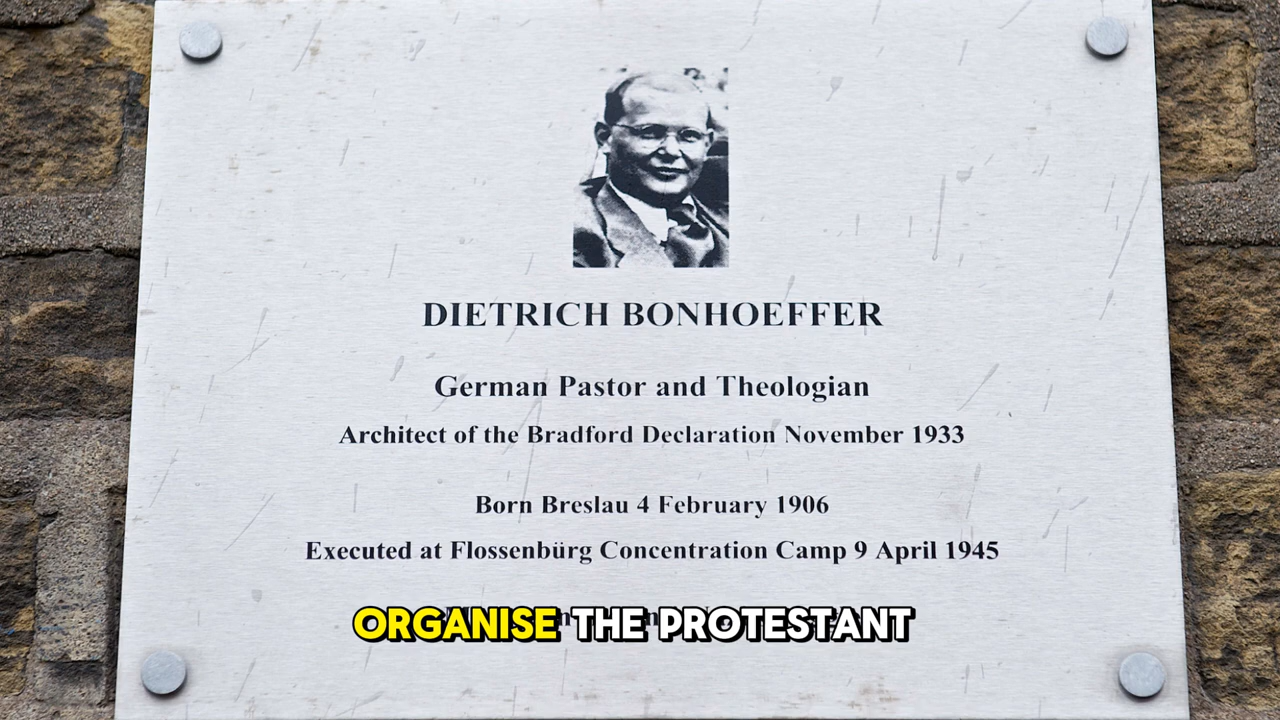 DIETRICH BONHOEFFER
German Pastor and Theologian
Architect of the Bradford Declaration November 1933
Born Breslau 4 February 1906
Executed at Flossenbürg Concentration Camp 9 April 1945
ORGANISE THE PROTESTANT